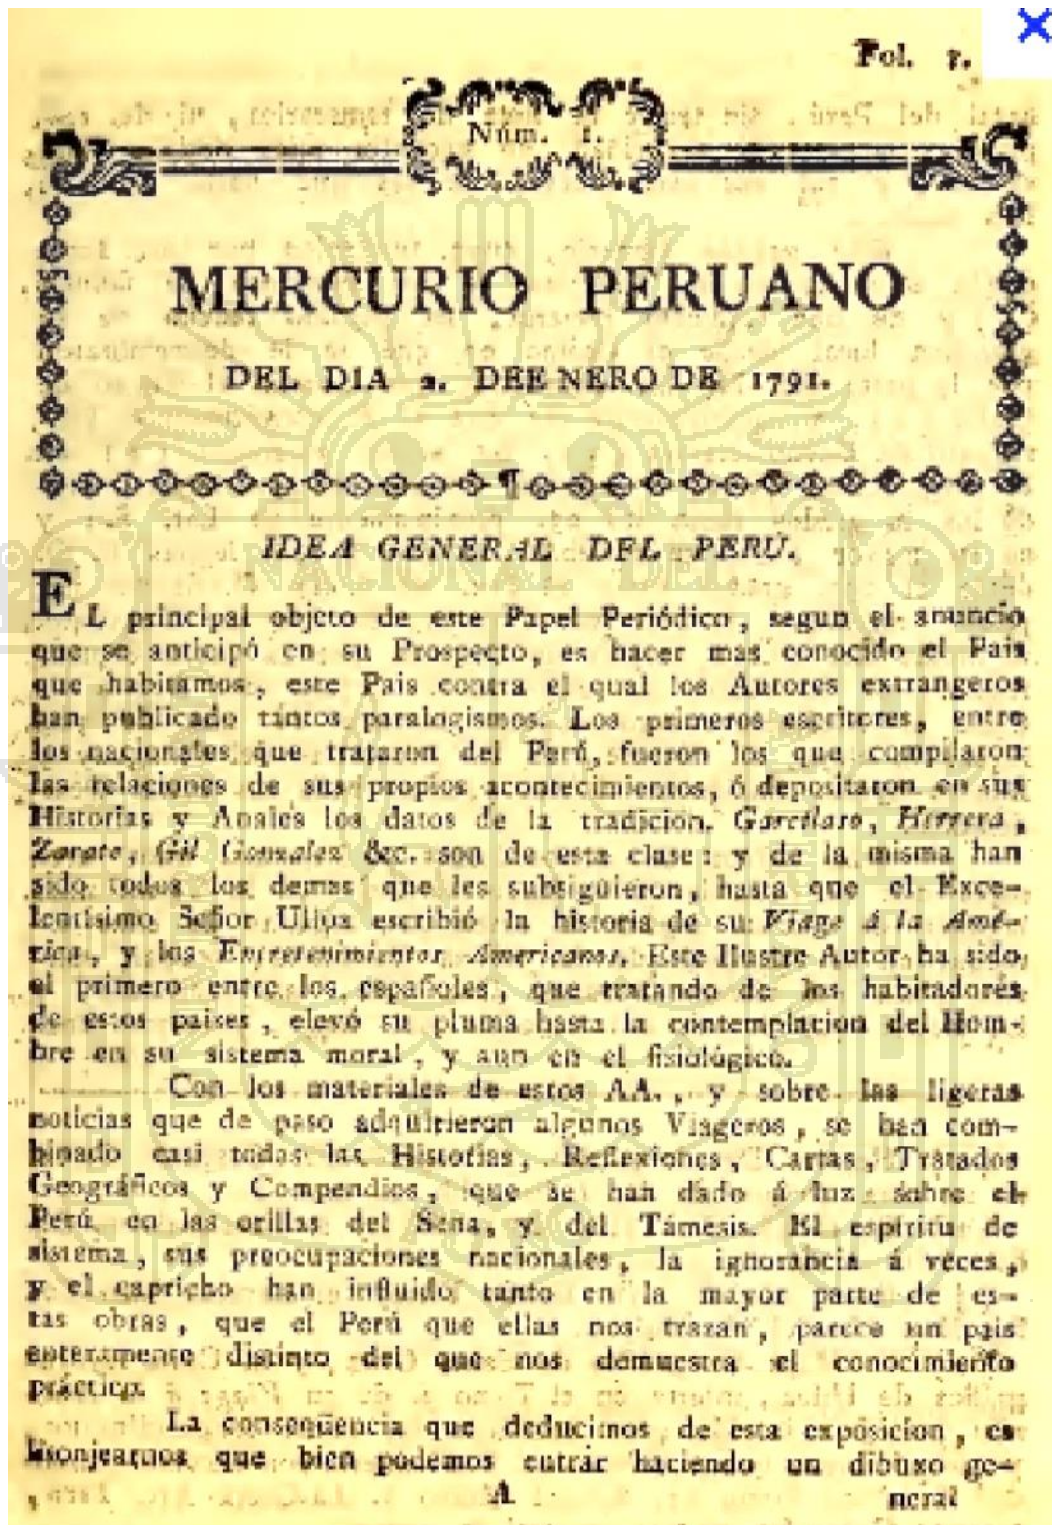 Fol. 7.
Núm. 1.
MERCURIO PERUANO
DEL DIA 2. DEE NERO DE 1791.
IDEA GENERAL DEL PERÚ.
EL principal objeto de este Papel Periódico, segun el anuncio
que se anticipó en su Prospecto, es hacer mas conocido el Pais
que habitamos, este Pais contra el qual los Autores extrangeros
han publicado tántos paralogismos. Los primeros escritores, entre
los nacionales que trataron del Perú, fueron los que compilaron
las relaciones de sus propios acontecimientos, ó depositaron en sus
Historias y Anales los datos de la tradicion. Garcilaso, Herrera,
Zarate, Gil Gonzalez &c. son de esta clase: y de la misma han
sido todos los demas que les subsiguieron, hasta que el Exce-
lentisimo Señor Ulloa escribió la historia de su Viage á la Amé-
rica, y los Entretenimientos Americanos. Este Ilustre Autor ha sido
el primero entre los españoles, que tratando de los habitadores
de estos paises, elevó su pluma hasta la contemplacion del Hom-
bre en su sistema moral, y aun en el fisiológico.
Con los materiales de estos AA., y sobre las ligeras
noticias que de paso adquirieron algunos Viageros, se han com-
binado casi todas las Historias, Reflexiones, Cartas, Tratados
Geográficos y Compendios, que se han dado á luz sobre el
Perú en las orillas del Sena, y del Támesis. El espíritu de
sistema, sus preocupaciones nacionales, la ignorancia á veces,
y el capricho han influido tanto en la mayor parte de es-
tas obras, que el Perú que ellas nos trazan, parece un pais
enteramente distinto del que nos demuestra el conocimiento
práctico.
La conseqüencia que deducimos de esta exposicion, es
lisonjearnos que bien podemos entrar haciendo un dibuxo ge-
A
neral
NACIONAL DEL